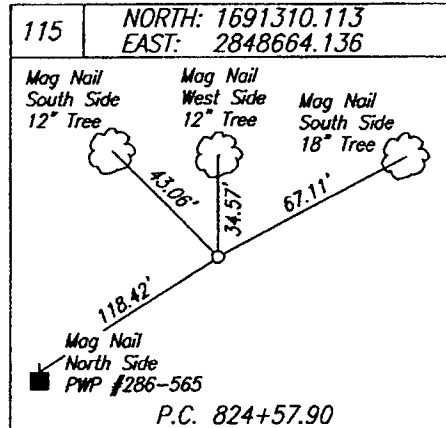 115
NORTH: 1691310.113
EAST: 2848664.136
Mag Nail
South Side
12" Tree
Mag Nail
West Side
12" Tree
Mag Nail
South Side
18" Tree
43.06'
34.57'
67.11'
118.42'
Mag Nail
North Side
PWP #286-565
P.C. 824+57.90